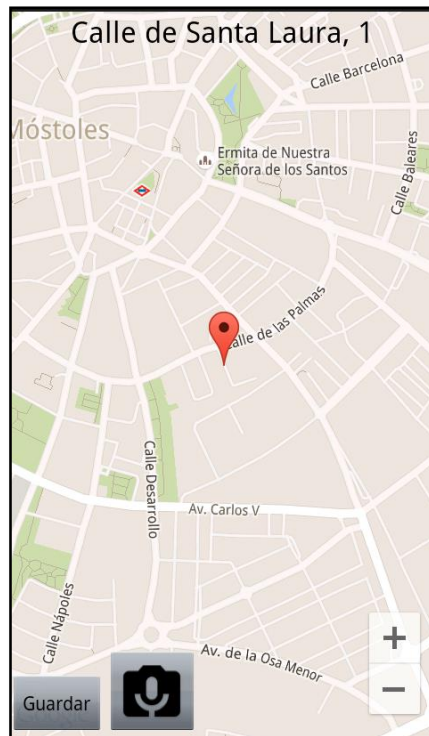 Calle de Santa Laura, 1
Calle Barcelona
Móstoles
Ermita de Nuestra
Señora de los Santos
Calle Baleares
Calle de las Palmas
Calle Desarrollo
Av. Carlos V
Calle Nápoles
Av. de la Osa Menor
+
Guardar
−